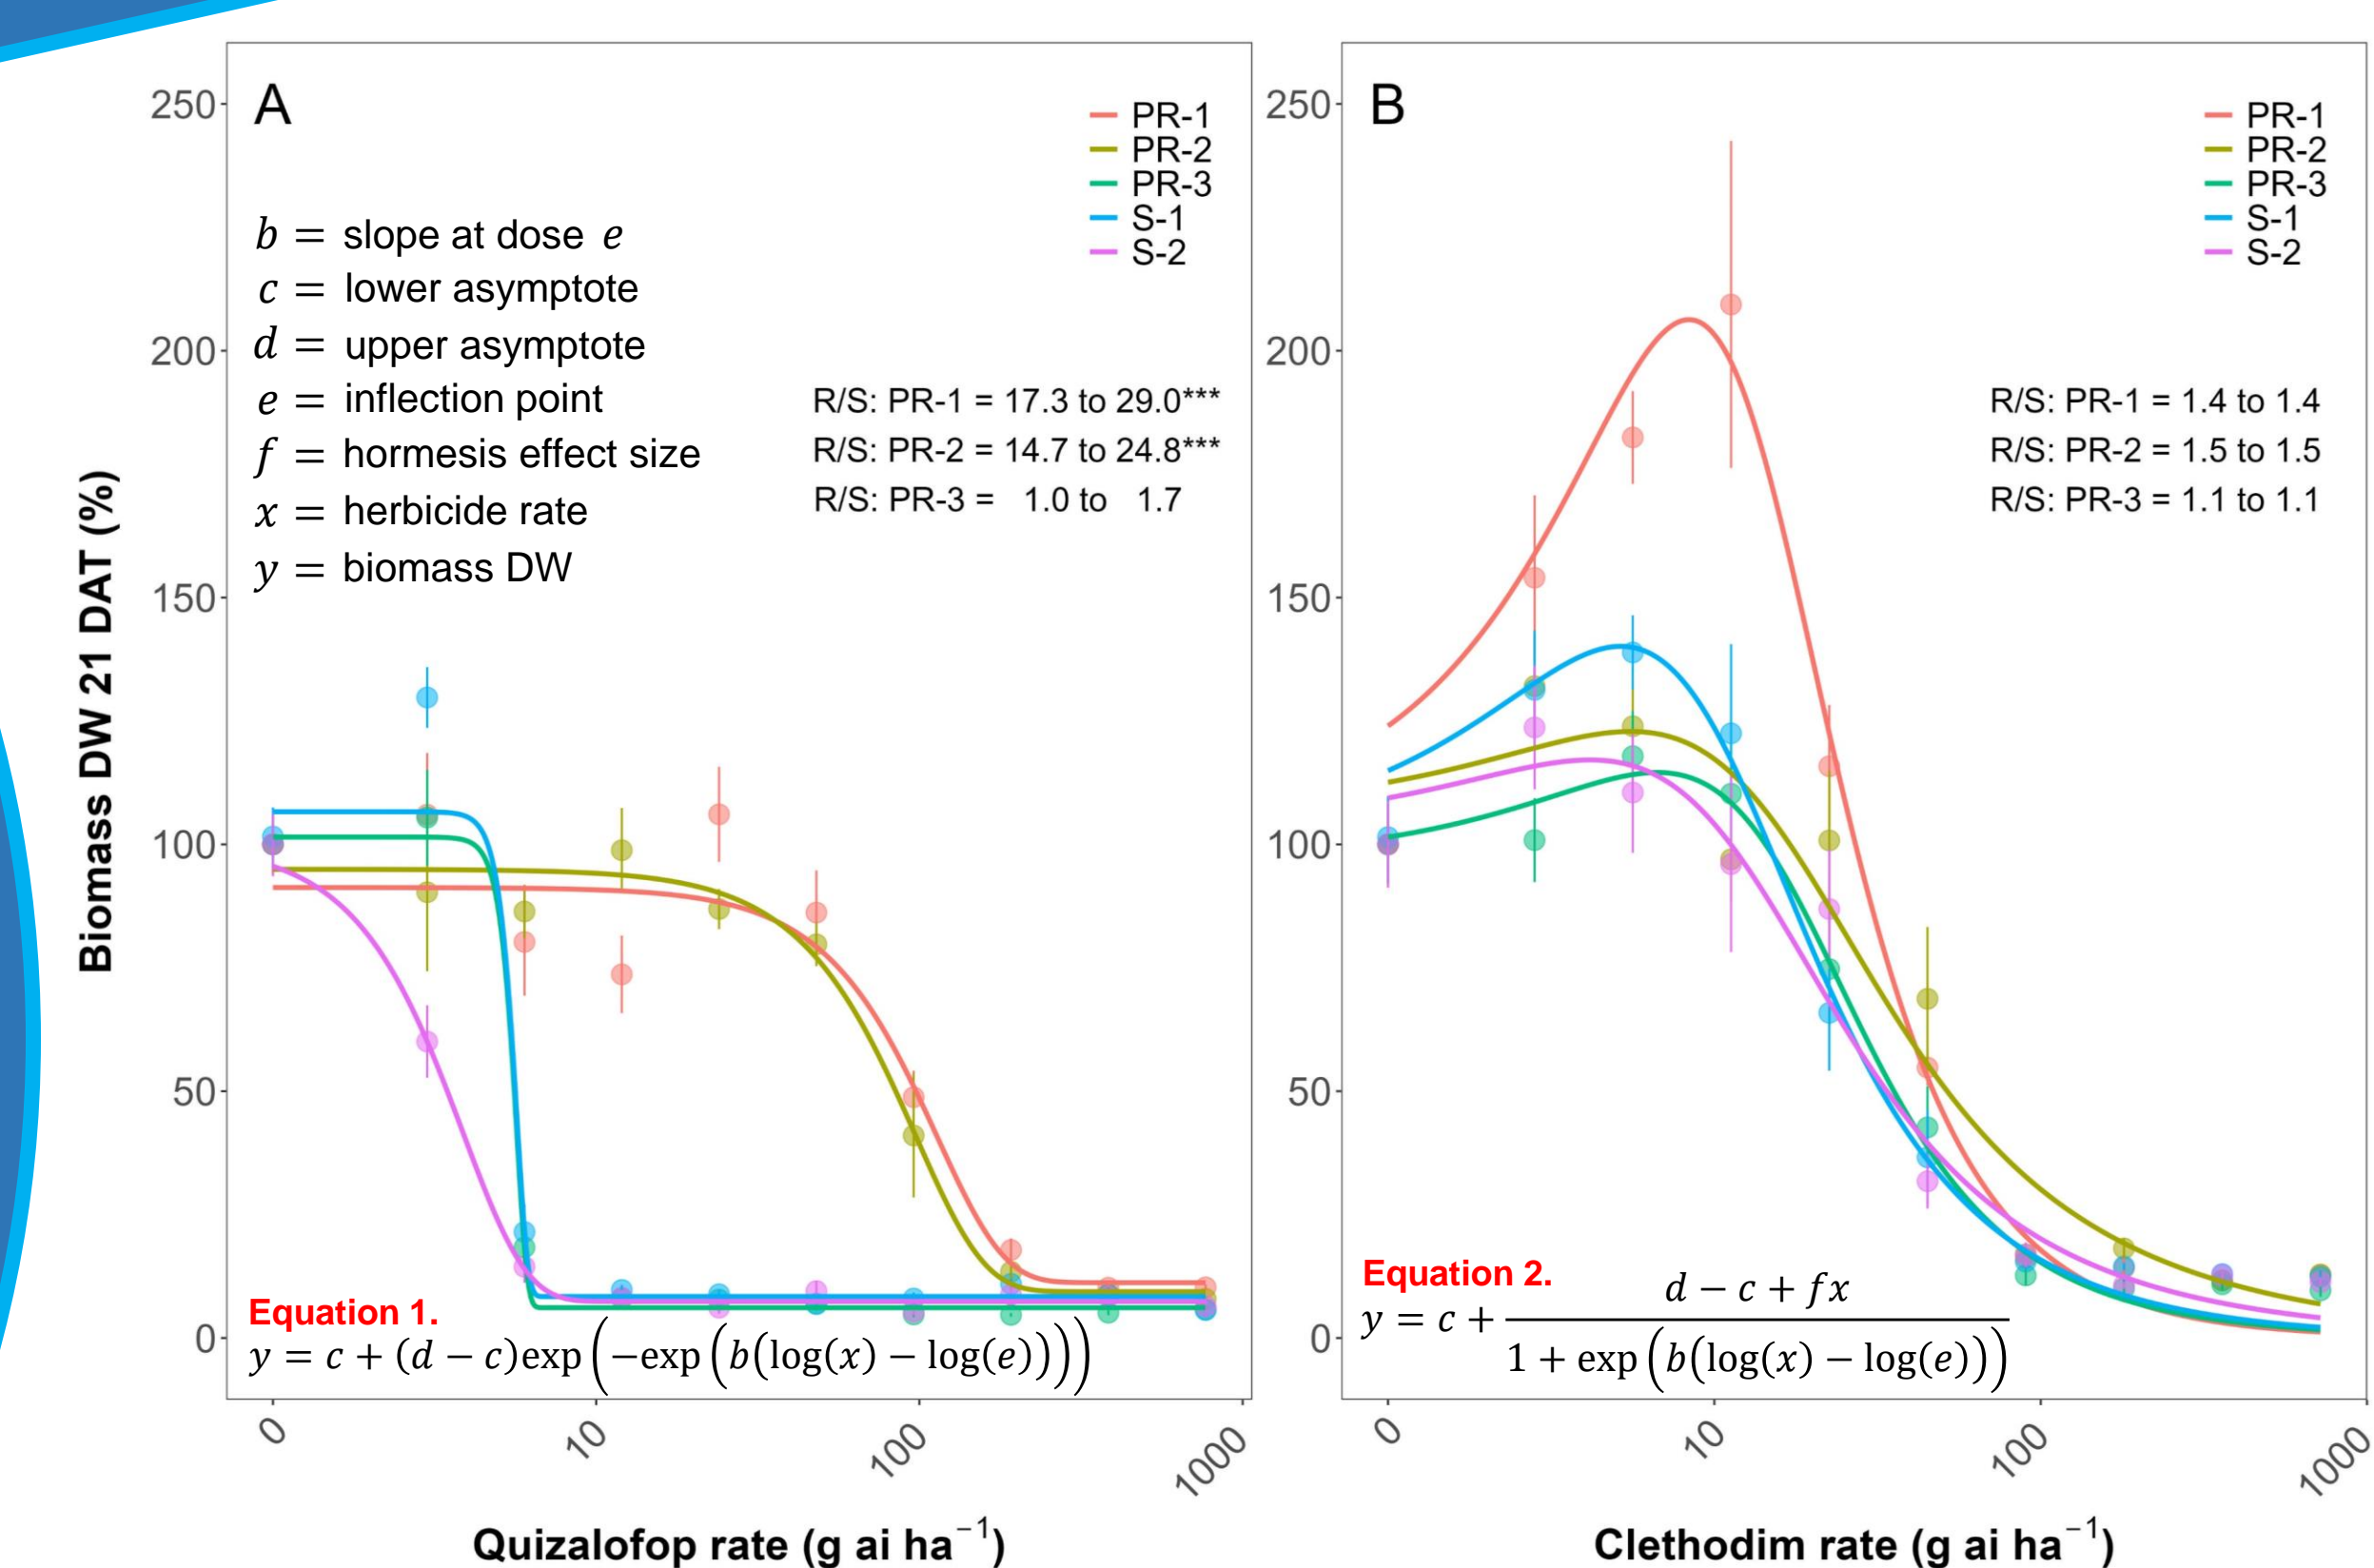 Biomass DW 21 DAT (%)
A
250
200
150
100
50
0
PR-1
PR-2
PR-3
S-1
S-2
b = slope at dose e
c = lower asymptote
d = upper asymptote
e = inflection point
f = hormesis effect size
x = herbicide rate
y = biomass DW
R/S: PR-1 = 17.3 to 29.0***
R/S: PR-2 = 14.7 to 24.8***
R/S: PR-3 = 1.0 to 1.7
Equation 1.
y = c + (d − c)exp(−exp(b(log(x) − log(e))))
0
10
100
1000
Quizalofop rate (g ai ha⁻¹)
B
250
200
150
100
50
0
PR-1
PR-2
PR-3
S-1
S-2
R/S: PR-1 = 1.4 to 1.4
R/S: PR-2 = 1.5 to 1.5
R/S: PR-3 = 1.1 to 1.1
Equation 2.
d − c + fx
y = c +
1 + exp(b(log(x) − log(e)))
0
10
100
1000
Clethodim rate (g ai ha⁻¹)